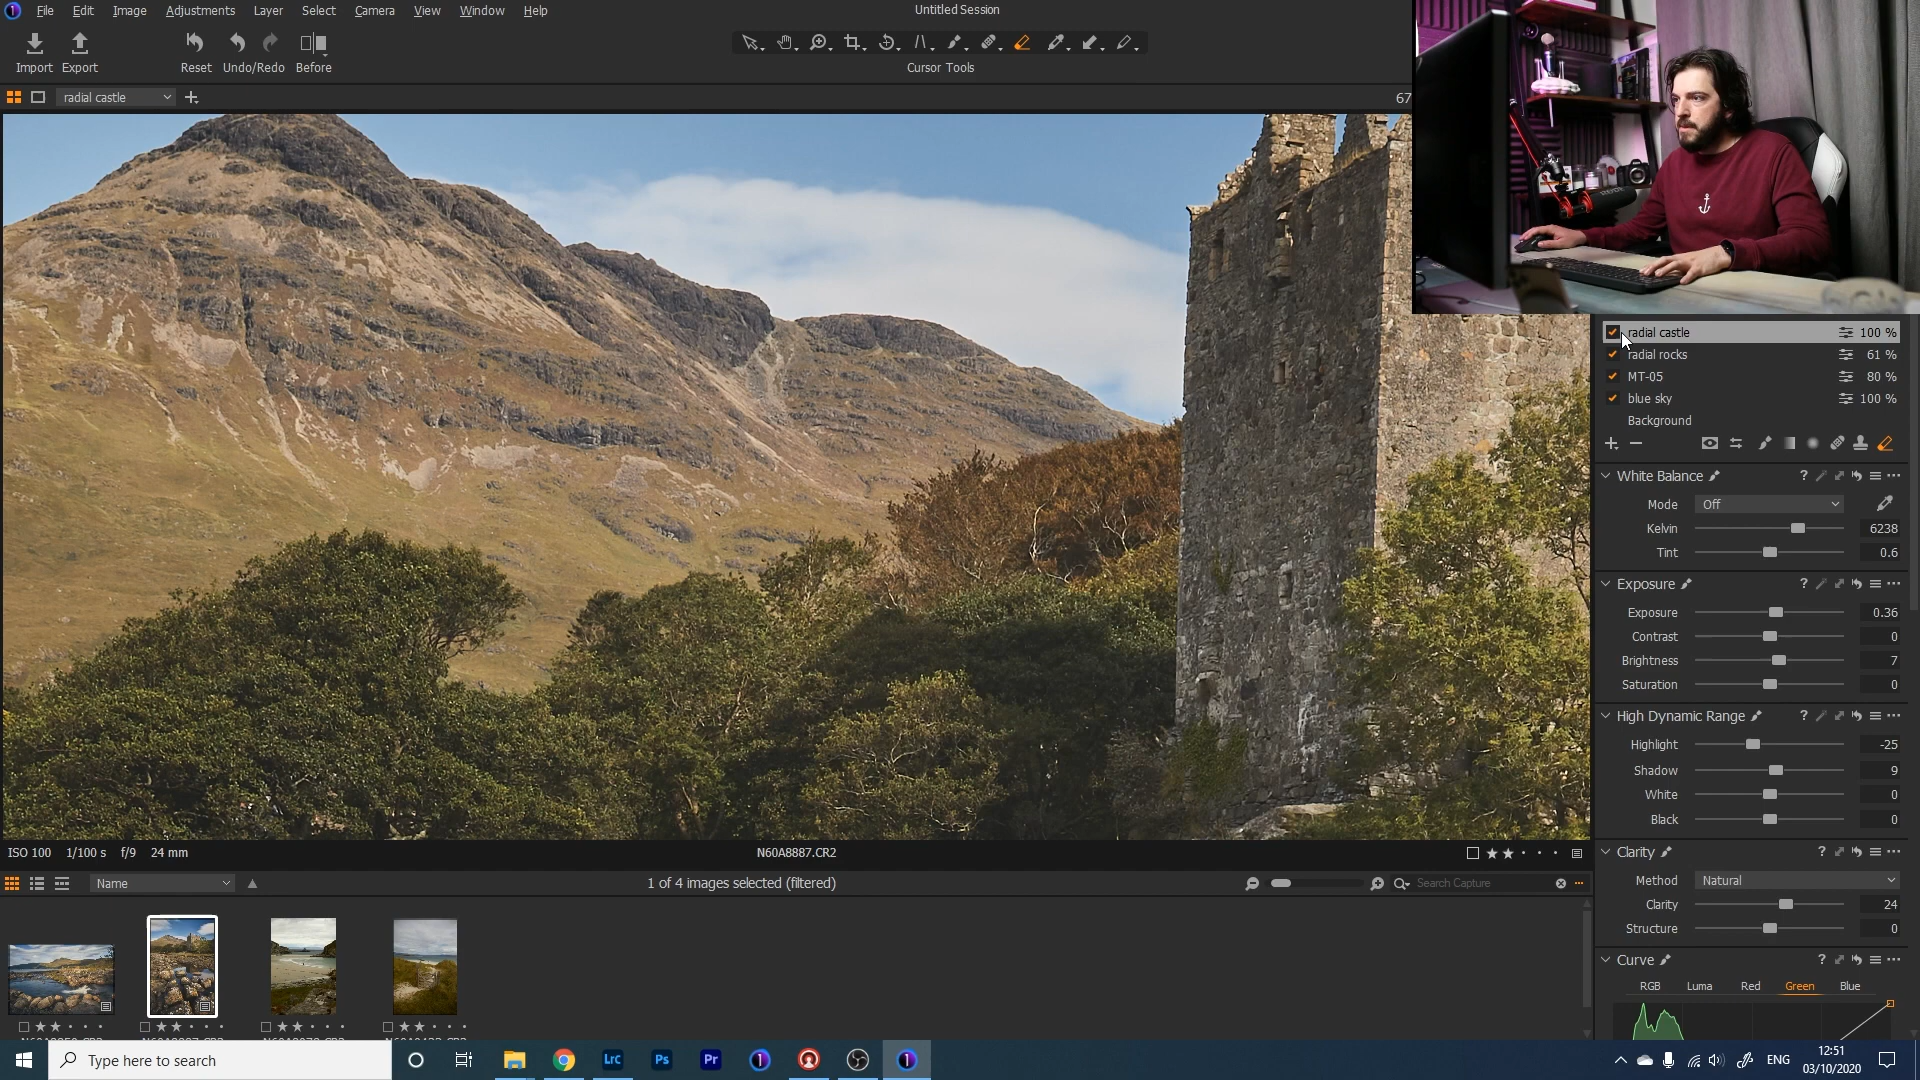 File Edit Image Adjustments Layer Select Camera View Window Help
Untitled Session
Import Export Reset Undo/Redo Before Cursor Tools
radial castle
67
radial castle 100 %
radial rocks 61 %
MT-05 80 %
blue sky 100 %
Background
White Balance
Mode Off
Kelvin 6238
Tint 0.6
Exposure
Exposure 0.36
Contrast 0
Brightness 7
Saturation 0
High Dynamic Range
Highlight -25
Shadow 9
White 0
Black 0
Clarity
Method Natural
Clarity 24
Structure 0
Curve
RGB Luma Red Green Blue
ISO 100 1/100 s f/9 24 mm
N60A8887.CR2
Name
1 of 4 images selected (filtered)
Search Capture
Type here to search
Lrc Ps Pr
ENG
12:51
03/10/2020